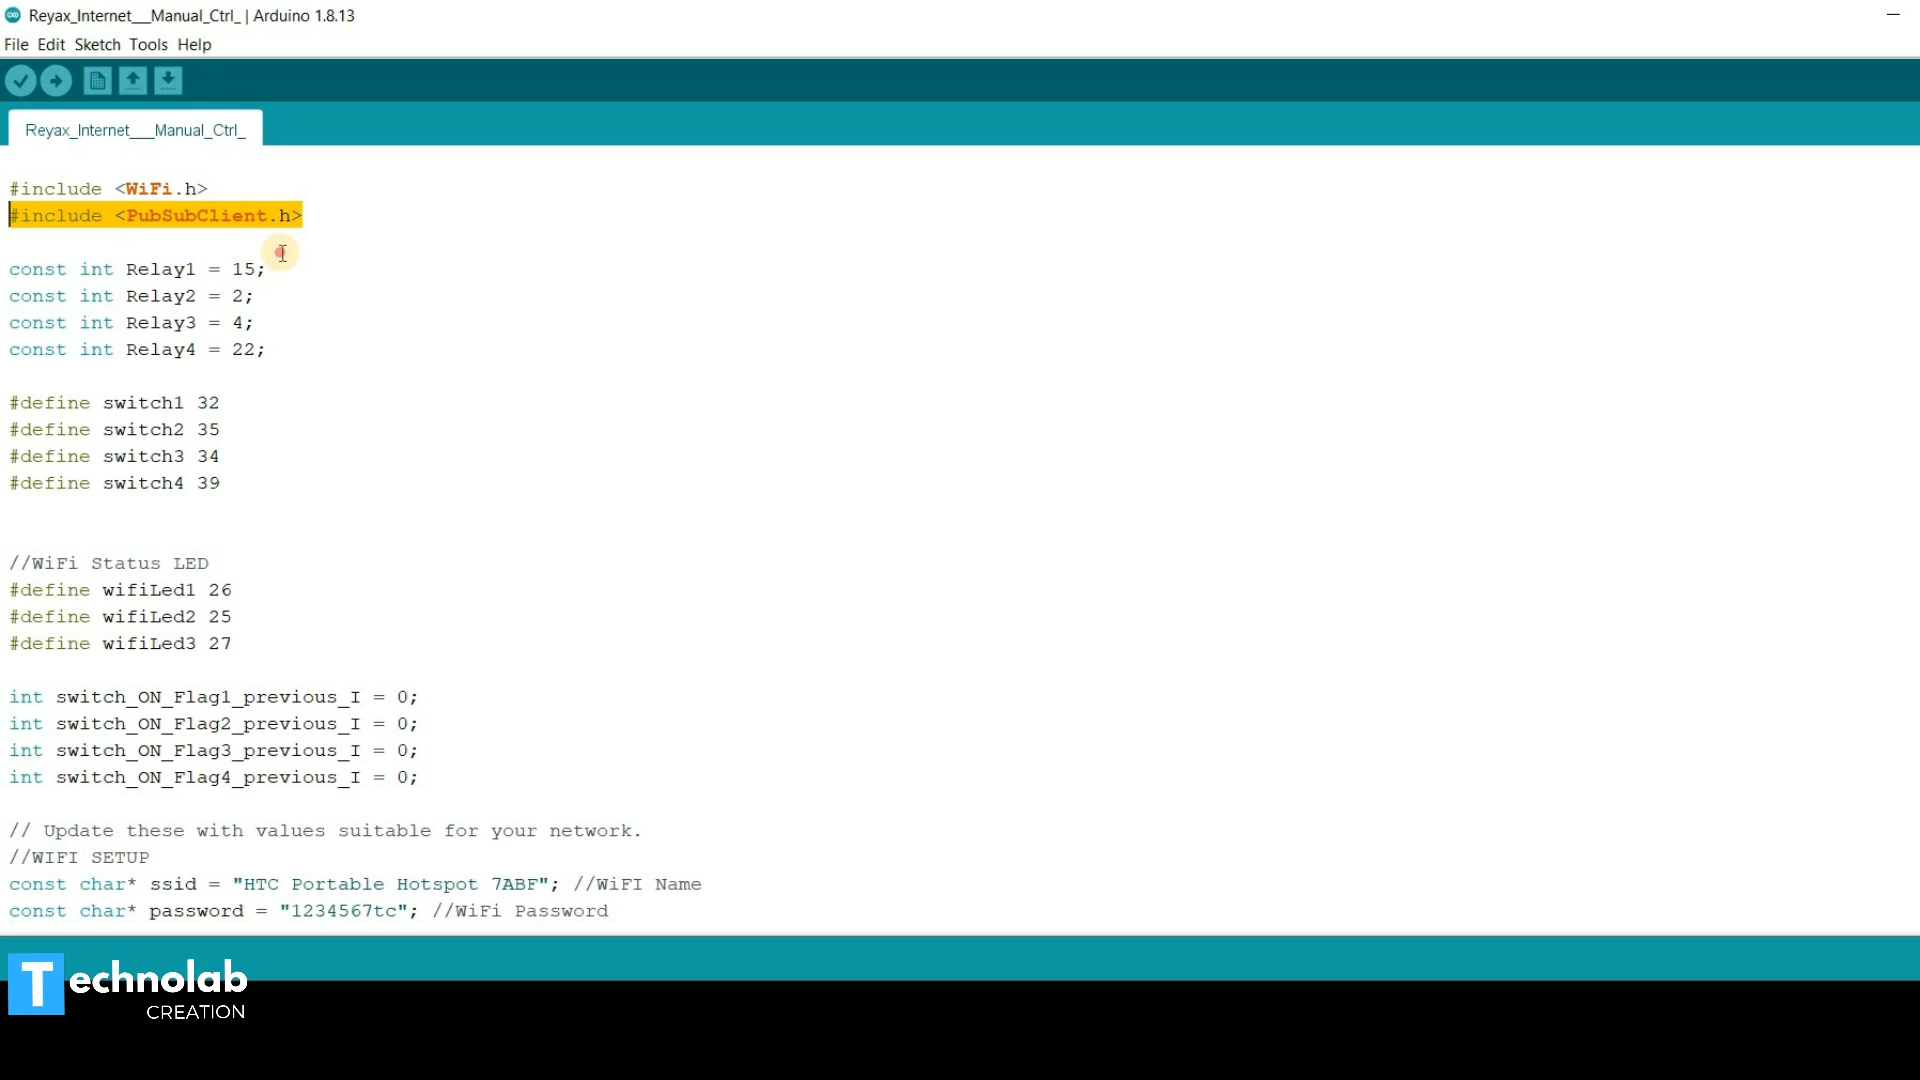 Reyax_Internet___Manual_Ctrl_ | Arduino 1.8.13
File Edit Sketch Tools Help
Reyax_Internet___Manual_Ctrl_
#include <WiFi.h>
#include <PubSubClient.h>
const int Relay1 = 15;
const int Relay2 = 2;
const int Relay3 = 4;
const int Relay4 = 22;
#define switch1 32
#define switch2 35
#define switch3 34
#define switch4 39
//WiFi Status LED
#define wifiLed1 26
#define wifiLed2 25
#define wifiLed3 27
int switch_ON_Flag1_previous_I = 0;
int switch_ON_Flag2_previous_I = 0;
int switch_ON_Flag3_previous_I = 0;
int switch_ON_Flag4_previous_I = 0;
// Update these with values suitable for your network.
//WIFI SETUP
const char* ssid = "HTC Portable Hotspot 7ABF"; //WiFI Name
const char* password = "1234567tc"; //WiFi Password
Technolab
CREATION